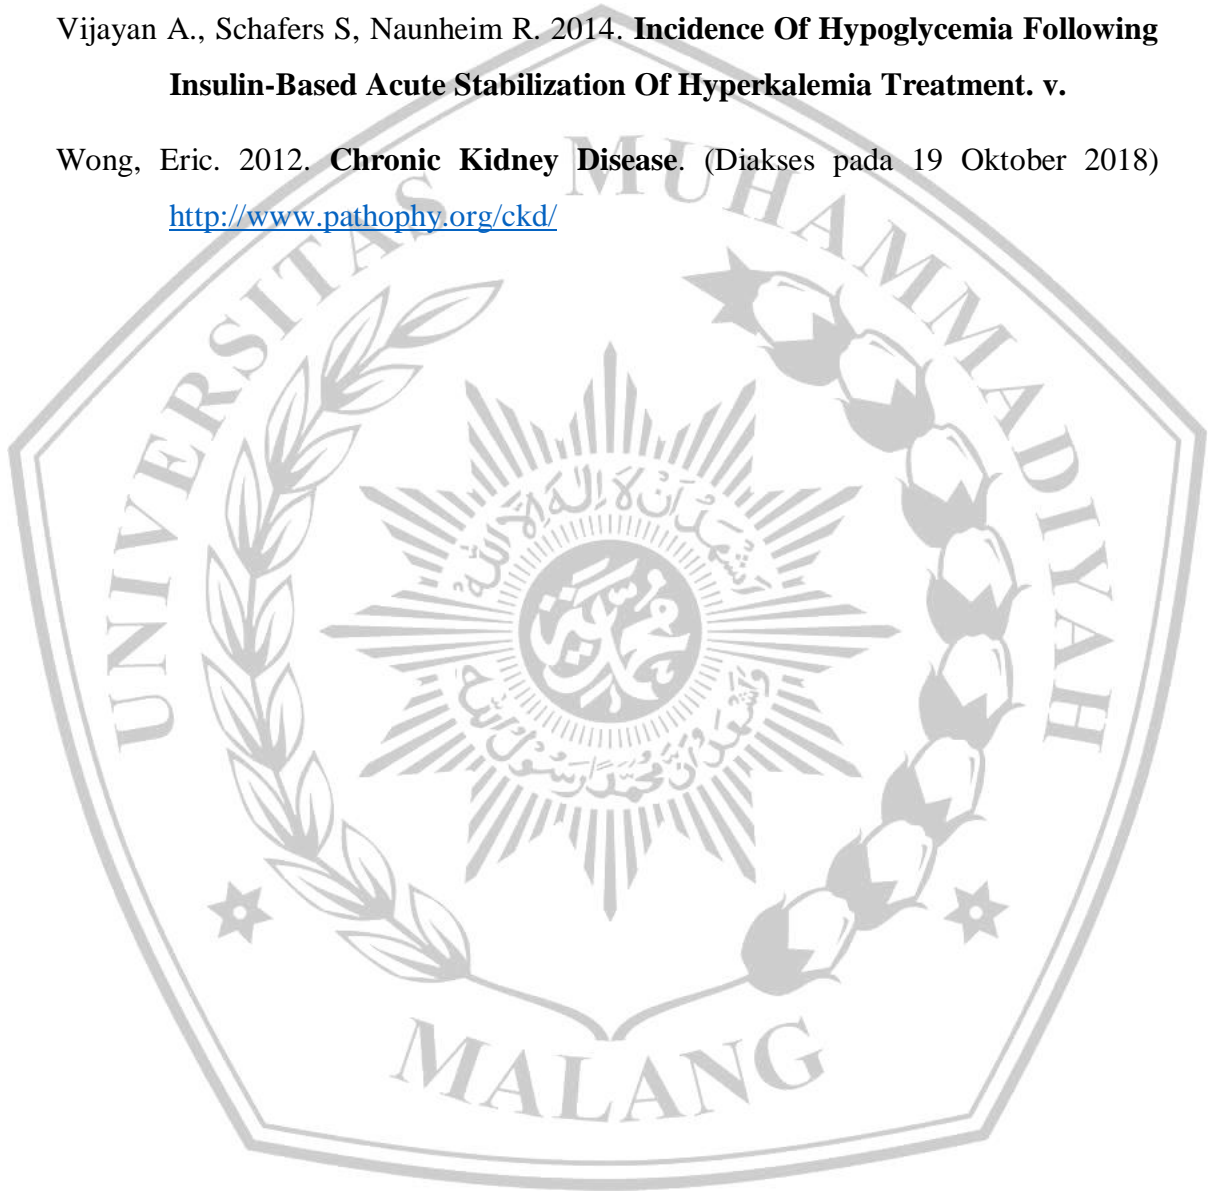 Vijayan A., Schafers S, Naunheim R. 2014. Incidence Of Hypoglycemia Following
Insulin-Based Acute Stabilization Of Hyperkalemia Treatment. v.
Wong, Eric. 2012. Chronic Kidney Disease. (Diakses pada 19 Oktober 2018)
http://www.pathophy.org/ckd/
UNIVERSITAS MUHAMMADIYAH
MALANG